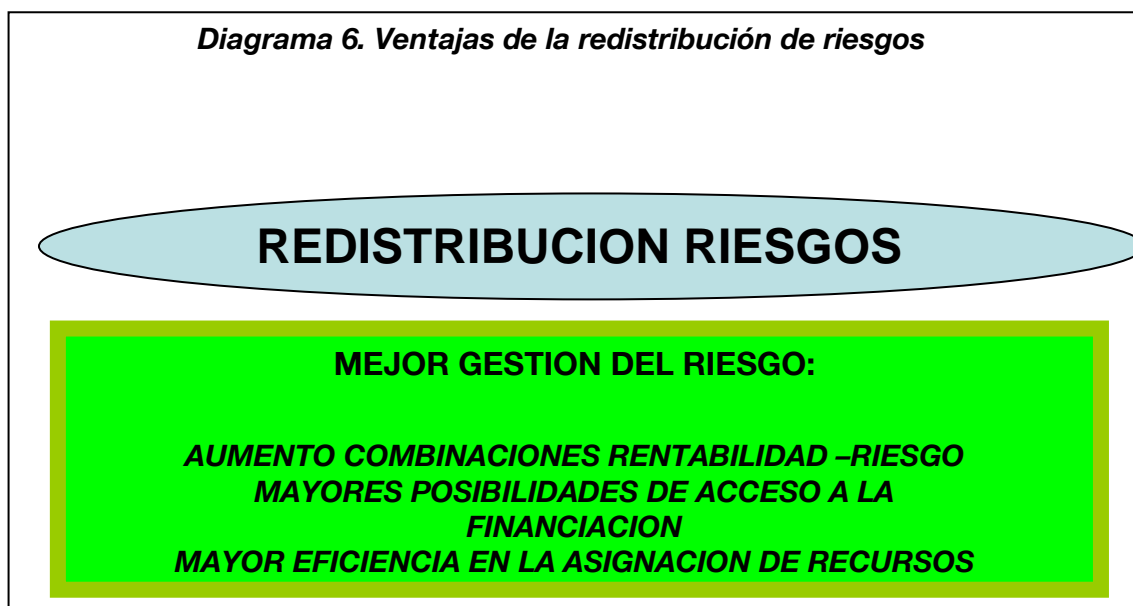 Diagrama 6. Ventajas de la redistribución de riesgos
REDISTRIBUCION RIESGOS
MEJOR GESTION DEL RIESGO:
AUMENTO COMBINACIONES RENTABILIDAD –RIESGO
MAYORES POSIBILIDADES DE ACCESO A LA
FINANCIACION
MAYOR EFICIENCIA EN LA ASIGNACION DE RECURSOS